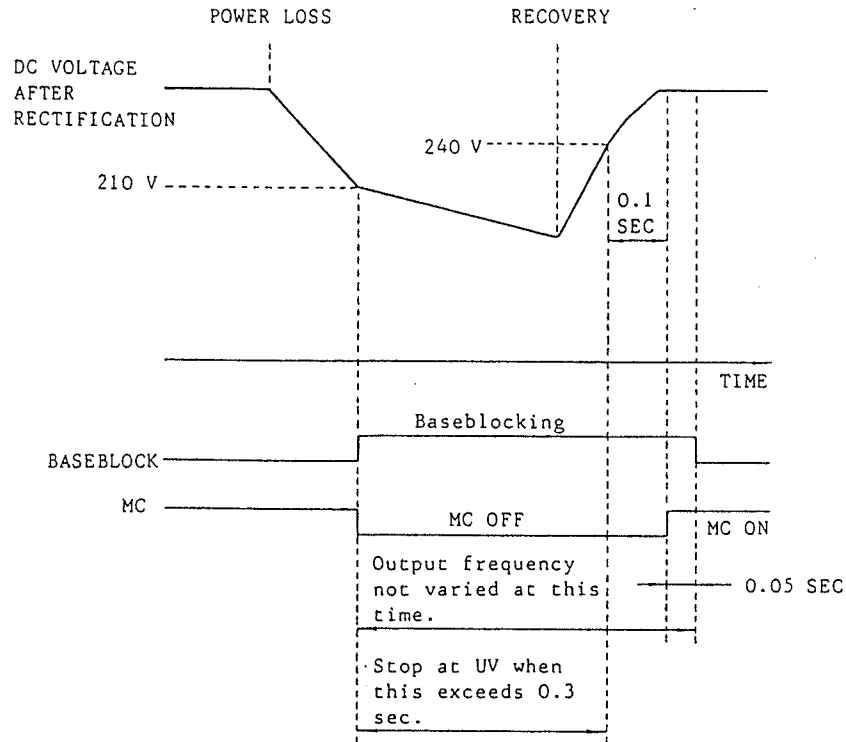 POWER LOSS
RECOVERY
DC VOLTAGE
AFTER
RECTIFICATION
240 V
210 V
0.1
SEC
TIME
Baseblocking
BASEBLOCK
MC
MC OFF
MC ON
Output frequency
not varied at this
time.
0.05 SEC
Stop at UV when
this exceeds 0.3
sec.